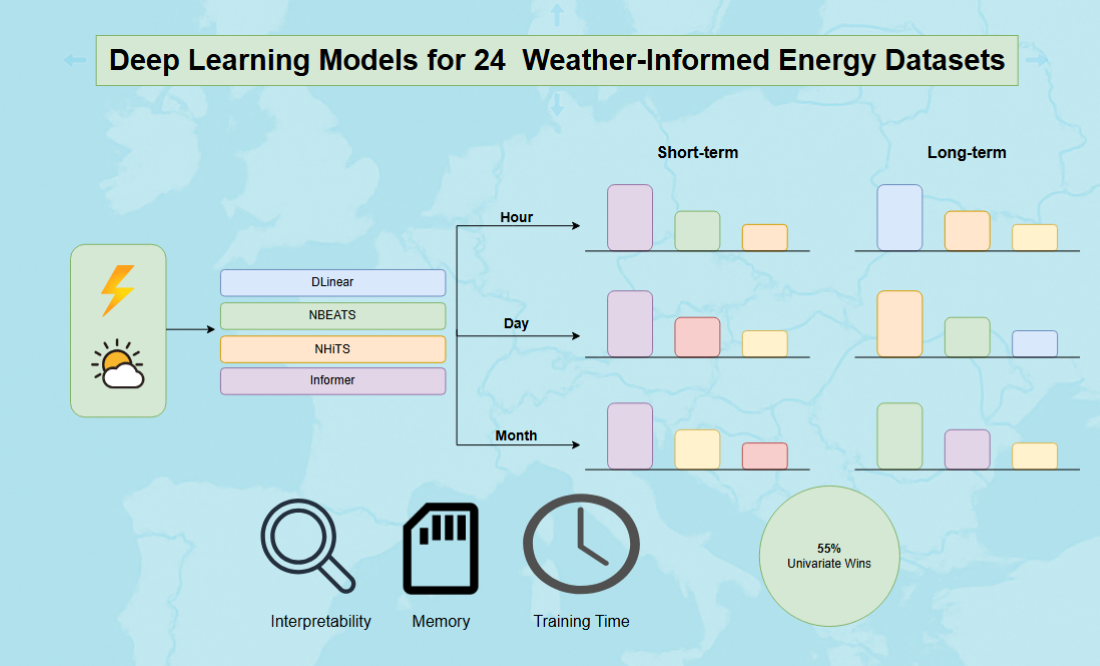 Deep Learning Models for 24  Weather-Informed Energy Datasets
Short-term
Long-term
Hour
DLinear
NBEATS
NHiTS
Informer
Day
Month
Interpretability
Memory
Training Time
55%
Univariate Wins